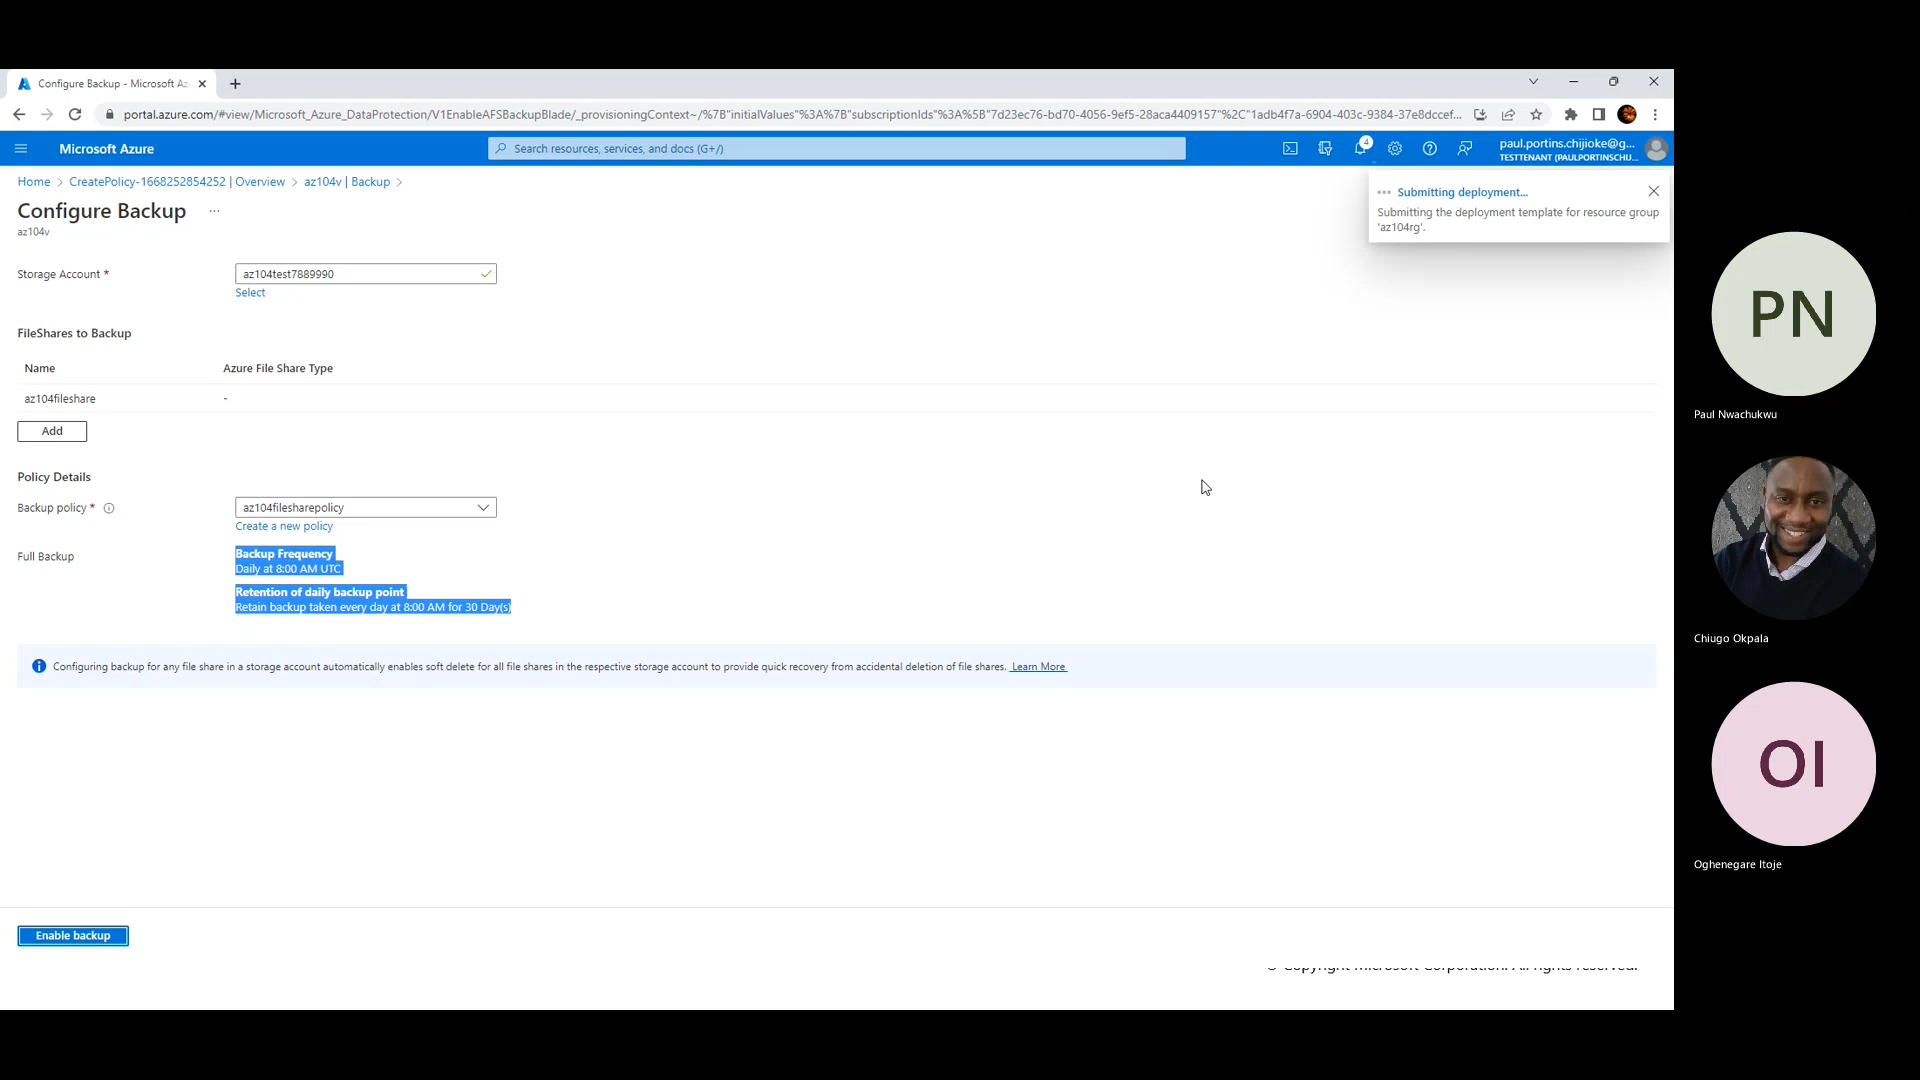 Configure Backup - Microsoft Az
portal.azure.com/#view/Microsoft_Azure_DataProtection/V1EnableAFSBackupBlade/_provisioningContext~/%7B"initialValues"%3A%7B"subscriptionIds"%3A%5B"7d23ec76-bd70-4056-9ef5-28aca4409157"%2C"1adb4f7a-6904-403c-9384-37e8dccef...
Microsoft Azure
Search resources, services, and docs (G+/)
4
paul.portins.chijioke@g...
TESTTENANT (PAULPORTINSCHU...
Home > CreatePolicy-1668252854252 | Overview > az104v | Backup >
Configure Backup ...
az104v
Submitting deployment...
Submitting the deployment template for resource group
'az104rg'.
Storage Account *
az104test7889990
Select
FileShares to Backup
Name Azure File Share Type
az104fileshare -
Add
Policy Details
Backup policy *
az104filesharepolicy
Create a new policy
Full Backup
Backup Frequency
Daily at 8:00 AM UTC
Retention of daily backup point
Retain backup taken every day at 8:00 AM for 30 Day(s)
Configuring backup for any file share in a storage account automatically enables soft delete for all file shares in the respective storage account to provide quick recovery from accidental deletion of file shares. Learn More
Enable backup
© Copyright Microsoft Corporation. All rights reserved.
PN
Paul Nwachukwu
Chiugo Okpala
OI
Oghenegare Itoje